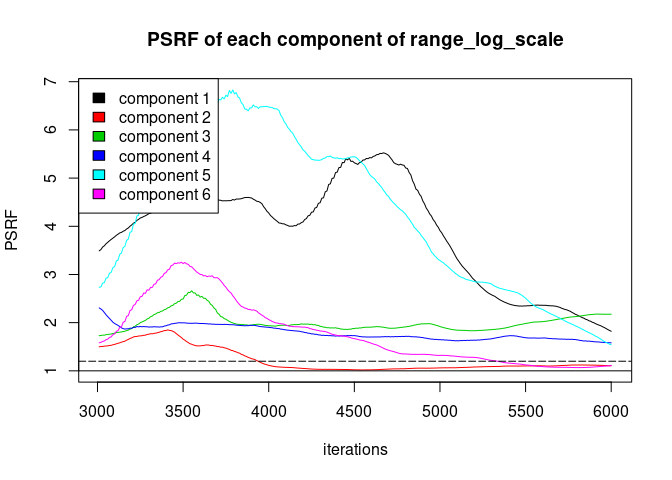 PSRF of each component of range_log_scale
component 1
component 2
component 3
component 4
component 5
component 6
PSRF
7
6
5
4
3
2
1
3000 3500 4000 4500 5000 5500 6000
iterations